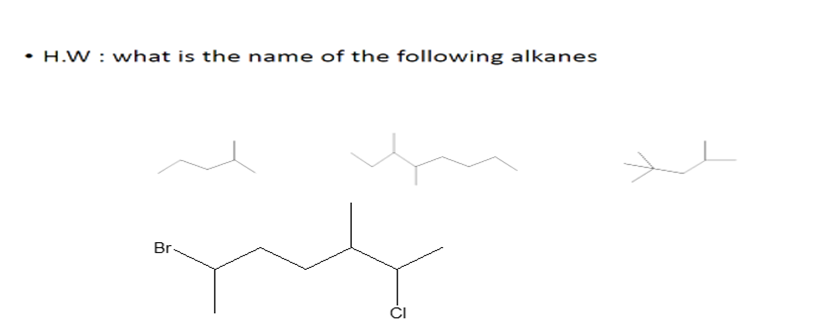 • H.W : what is the name of the following alkanes
Br
Cl